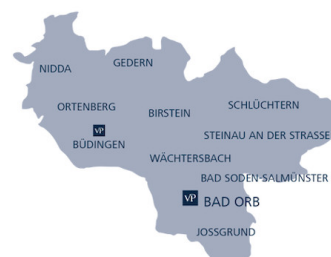 GEDERN
NIDDA
ORTENBERG
BIRSTEIN
SCHLÜCHTERN
VP
BÜDINGEN
STEINAU AN DER STRASSE
WÄCHTERSBACH
BAD SODEN-SALMÜNSTER
VP BAD ORB
JOSSGRUND